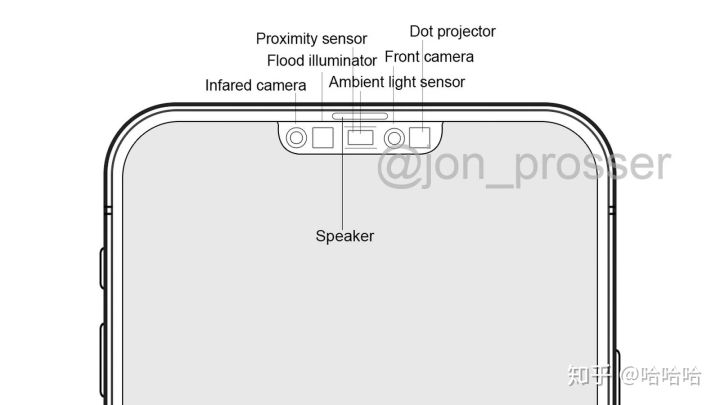 Dot projector
Proximity sensor
Front camera
Flood illuminator
Infared camera
Ambient light sensor
@jon_prosser
Speaker
知乎 @哈哈哈